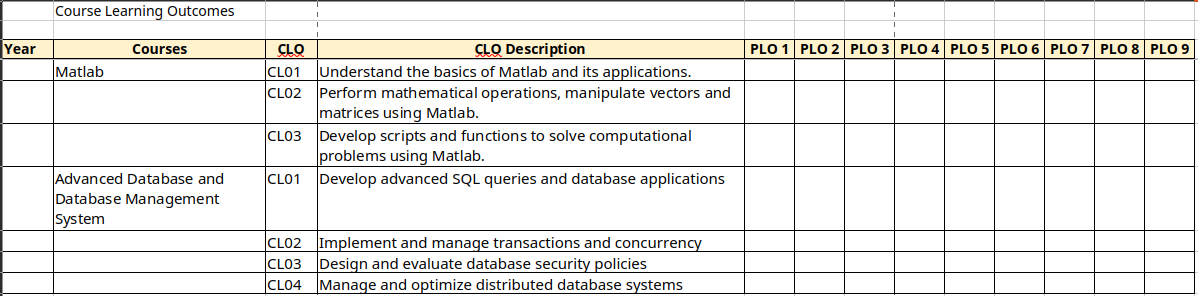 Course Learning Outcomes
Year Courses CLO CLO Description PLO 1 PLO 2 PLO 3 PLO 4 PLO 5 PLO 6 PLO 7 PLO 8 PLO 9
Matlab CL01 Understand the basics of Matlab and its applications.
CL02 Perform mathematical operations, manipulate vectors and
matrices using Matlab.
CL03 Develop scripts and functions to solve computational
problems using Matlab.
Advanced Database and CL01 Develop advanced SQL queries and database applications
Database Management
System
CL02 Implement and manage transactions and concurrency
CL03 Design and evaluate database security policies
CL04 Manage and optimize distributed database systems